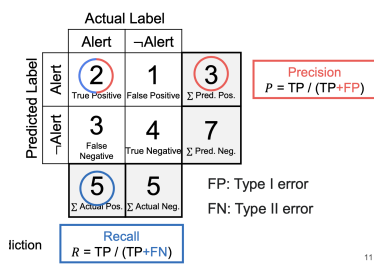 Actual Label
Alert ¬Alert
Predicted Label
Alert
2
True Positive
1
False Positive
3
Σ Pred. Pos.
Precision
P = TP / (TP+FP)
¬Alert
3
False
Negative
4
True Negative
7
Σ Pred. Neg.
5
Σ Actual Pos.
5
Σ Actual Neg.
FP: Type I error
FN: Type II error
diction
Recall
R = TP / (TP+FN)
11